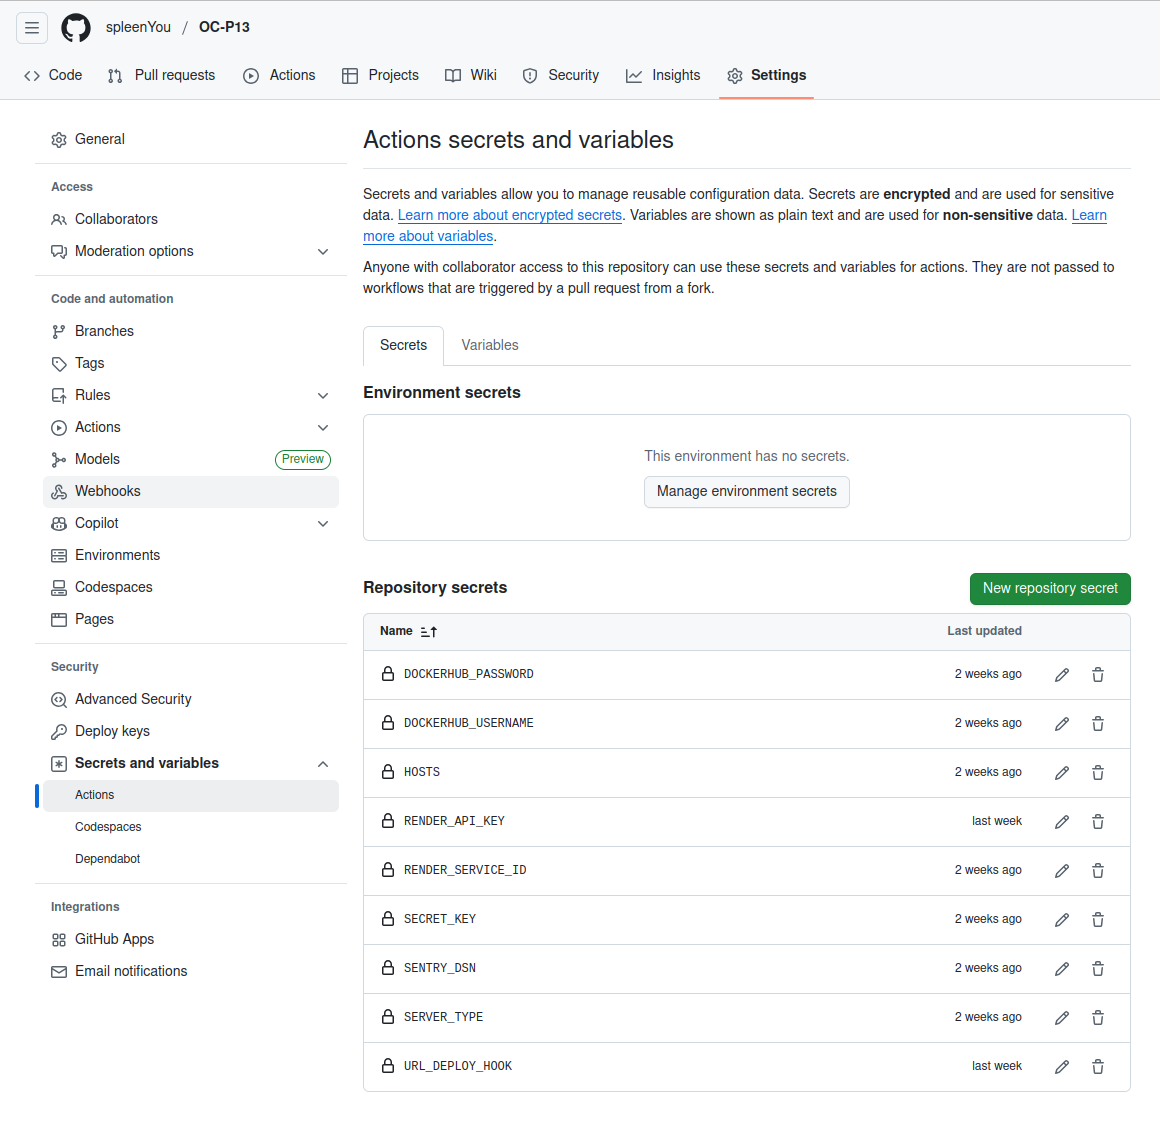 spleenYou / OC-P13
Code Pull requests Actions Projects Wiki Security Insights Settings
General
Access
Collaborators
Moderation options
Code and automation
Branches
Tags
Rules
Actions
Models Preview
Webhooks
Copilot
Environments
Codespaces
Pages
Security
Advanced Security
Deploy keys
Secrets and variables
Actions
Codespaces
Dependabot
Integrations
GitHub Apps
Email notifications
Actions secrets and variables
Secrets and variables allow you to manage reusable configuration data. Secrets are encrypted and are used for sensitive
data. Learn more about encrypted secrets. Variables are shown as plain text and are used for non-sensitive data. Learn
more about variables.
Anyone with collaborator access to this repository can use these secrets and variables for actions. They are not passed to
workflows that are triggered by a pull request from a fork.
Secrets Variables
Environment secrets
This environment has no secrets.
Manage environment secrets
Repository secrets New repository secret
Name Last updated
DOCKERHUB_PASSWORD 2 weeks ago
DOCKERHUB_USERNAME 2 weeks ago
HOSTS 2 weeks ago
RENDER_API_KEY last week
RENDER_SERVICE_ID 2 weeks ago
SECRET_KEY 2 weeks ago
SENTRY_DSN 2 weeks ago
SERVER_TYPE 2 weeks ago
URL_DEPLOY_HOOK last week